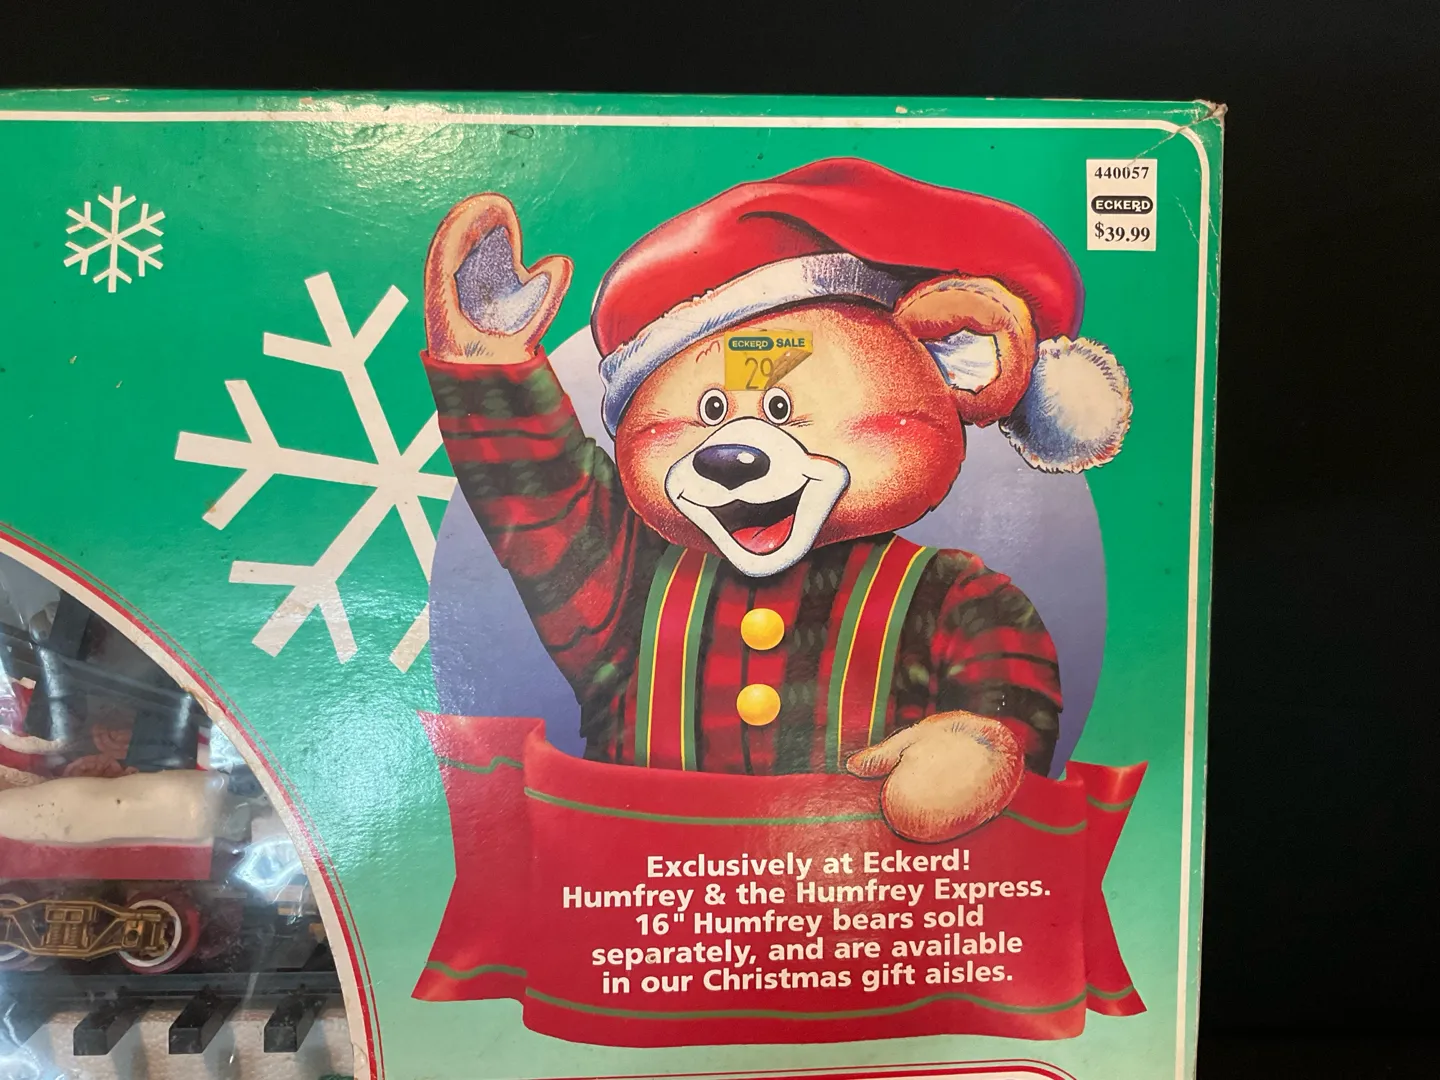 440057
ECKERD
$39.99
ECKERD SALE
29
Exclusively at Eckerd!
Humfrey & the Humfrey Express.
16" Humfrey bears sold
separately, and are available
in our Christmas gift aisles.